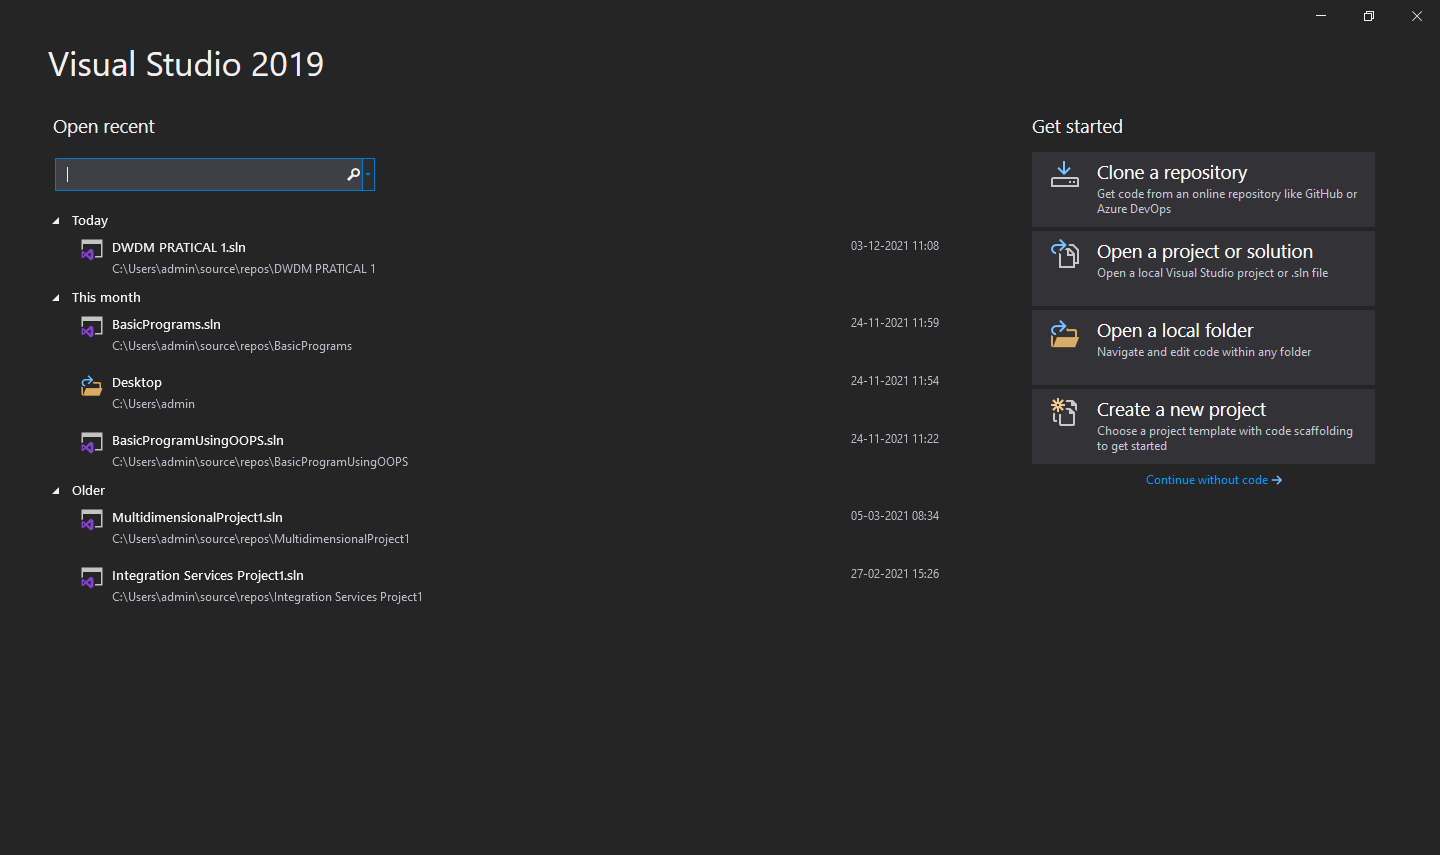 Visual Studio 2019
Open recent
Today
DWDM PRATICAL 1.sln 03-12-2021 11:08
C:\Users\admin\source\repos\DWDM PRATICAL 1
This month
BasicPrograms.sln 24-11-2021 11:59
C:\Users\admin\source\repos\BasicPrograms
Desktop 24-11-2021 11:54
C:\Users\admin
BasicProgramUsingOOPS.sln 24-11-2021 11:22
C:\Users\admin\source\repos\BasicProgramUsingOOPS
Older
MultidimensionalProject1.sln 05-03-2021 08:34
C:\Users\admin\source\repos\MultidimensionalProject1
Integration Services Project1.sln 27-02-2021 15:26
C:\Users\admin\source\repos\Integration Services Project1
Get started
Clone a repository
Get code from an online repository like GitHub or
Azure DevOps
Open a project or solution
Open a local Visual Studio project or .sln file
Open a local folder
Navigate and edit code within any folder
Create a new project
Choose a project template with code scaffolding
to get started
Continue without code →